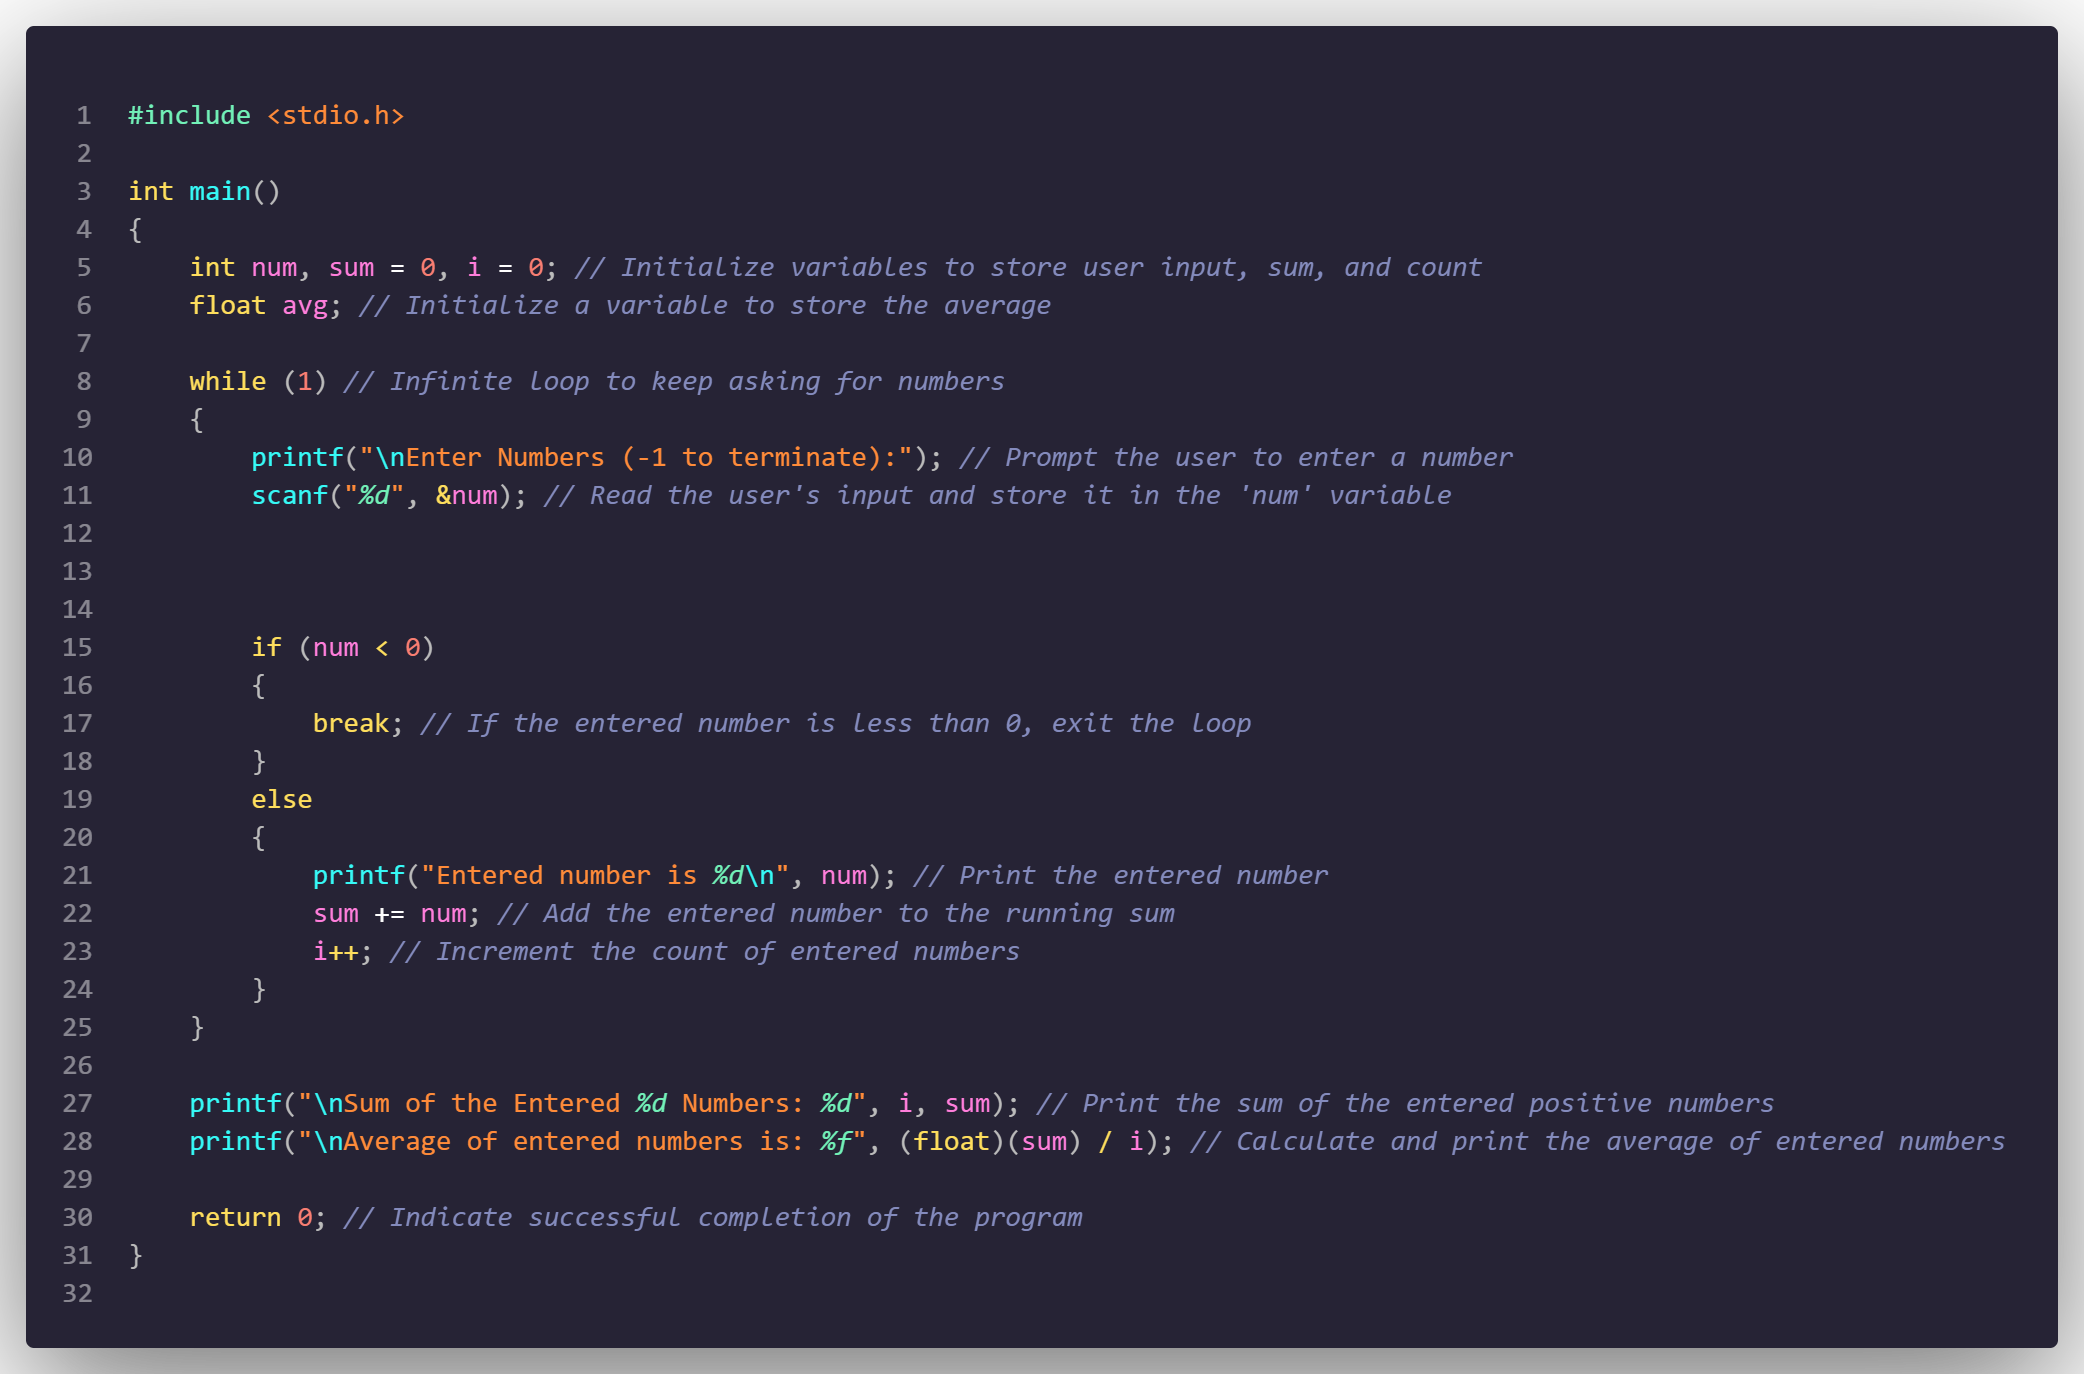 1 #include <stdio.h>
2
3 int main()
4 {
5     int num, sum = 0, i = 0; // Initialize variables to store user input, sum, and count
6     float avg; // Initialize a variable to store the average
7
8     while (1) // Infinite loop to keep asking for numbers
9     {
10         printf("\nEnter Numbers (-1 to terminate):"); // Prompt the user to enter a number
11         scanf("%d", &num); // Read the user's input and store it in the 'num' variable
12
13
14
15         if (num < 0)
16         {
17             break; // If the entered number is less than 0, exit the loop
18         }
19         else
20         {
21             printf("Entered number is %d\n", num); // Print the entered number
22             sum += num; // Add the entered number to the running sum
23             i++; // Increment the count of entered numbers
24         }
25     }
26
27     printf("\nSum of the Entered %d Numbers: %d", i, sum); // Print the sum of the entered positive numbers
28     printf("\nAverage of entered numbers is: %f", (float)(sum) / i); // Calculate and print the average of entered numbers
29
30     return 0; // Indicate successful completion of the program
31 }
32